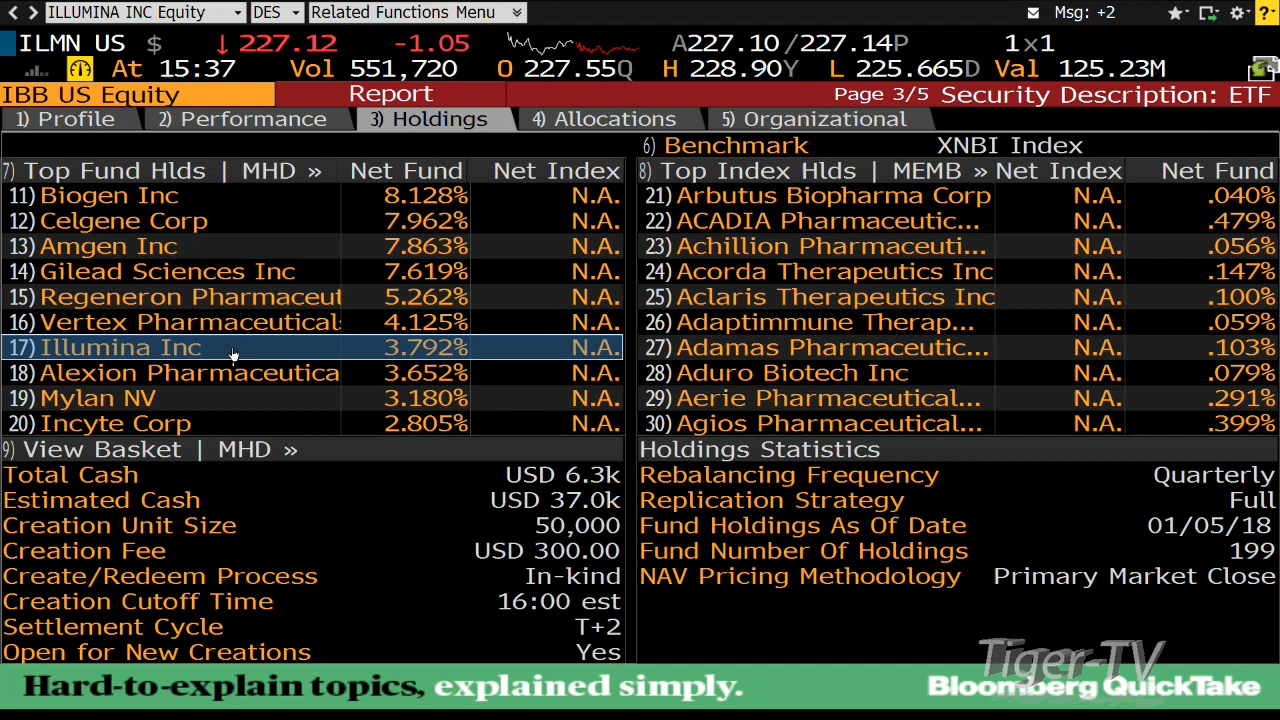 ILLUMINA INC Equity DES Related Functions Menu Msg: +2
ILMN US $ ↓227.12 -1.05 A227.10/227.14P 1x1
At 15:37 Vol 551,720 O 227.55Q H 228.90Y L 225.665D Val 125.23M
IBB US Equity Report Page 3/5 Security Description: ETF
1) Profile 2) Performance 3) Holdings 4) Allocations 5) Organizational
6) Benchmark XNBI Index
7) Top Fund Hlds | MHD » Net Fund Net Index 8) Top Index Hlds | MEMB » Net Index Net Fund
11) Biogen Inc 8.128% N.A. 21) Arbutus Biopharma Corp N.A. .040%
12) Celgene Corp 7.962% N.A. 22) ACADIA Pharmaceutic... N.A. .479%
13) Amgen Inc 7.863% N.A. 23) Achillion Pharmaceuti... N.A. .056%
14) Gilead Sciences Inc 7.619% N.A. 24) Acorda Therapeutics Inc N.A. .147%
15) Regeneron Pharmaceut 5.262% N.A. 25) Aclaris Therapeutics Inc N.A. .100%
16) Vertex Pharmaceuticals 4.125% N.A. 26) Adaptimmune Therap... N.A. .059%
17) Illumina Inc 3.792% N.A. 27) Adamas Pharmaceutic... N.A. .103%
18) Alexion Pharmaceutica 3.652% N.A. 28) Aduro Biotech Inc N.A. .079%
19) Mylan NV 3.180% N.A. 29) Aerie Pharmaceutical... N.A. .291%
20) Incyte Corp 2.805% N.A. 30) Agios Pharmaceutical... N.A. .399%
9) View Basket | MHD » Holdings Statistics
Total Cash USD 6.3k Rebalancing Frequency Quarterly
Estimated Cash USD 37.0k Replication Strategy Full
Creation Unit Size 50,000 Fund Holdings As Of Date 01/05/18
Creation Fee USD 300.00 Fund Number Of Holdings 199
Create/Redeem Process In-kind NAV Pricing Methodology Primary Market Close
Creation Cutoff Time 16:00 est
Settlement Cycle T+2
Open for New Creations Yes
Tiger-TV
Hard-to-explain topics, explained simply. Bloomberg QuickTake